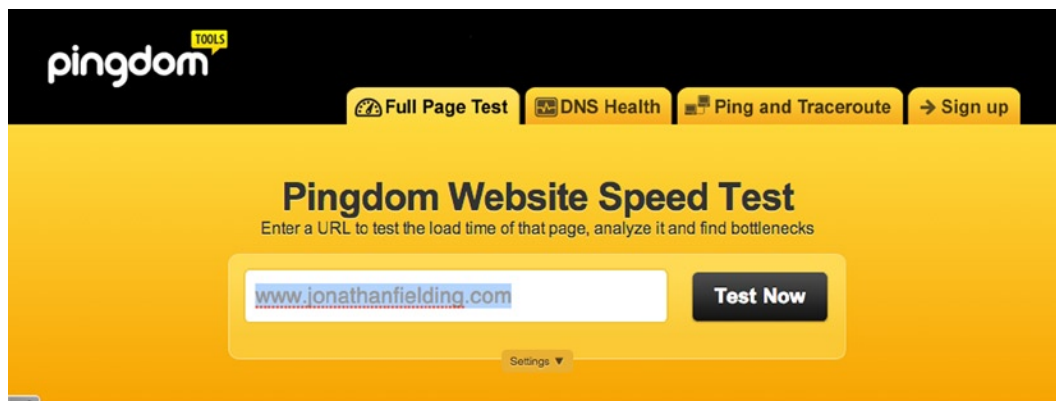 TOOLS
pingdom
Full Page Test
DNS Health
Ping and Traceroute
→ Sign up
Pingdom Website Speed Test
Enter a URL to test the load time of that page, analyze it and find bottlenecks
www.jonathanfielding.com
Test Now
Settings ▼